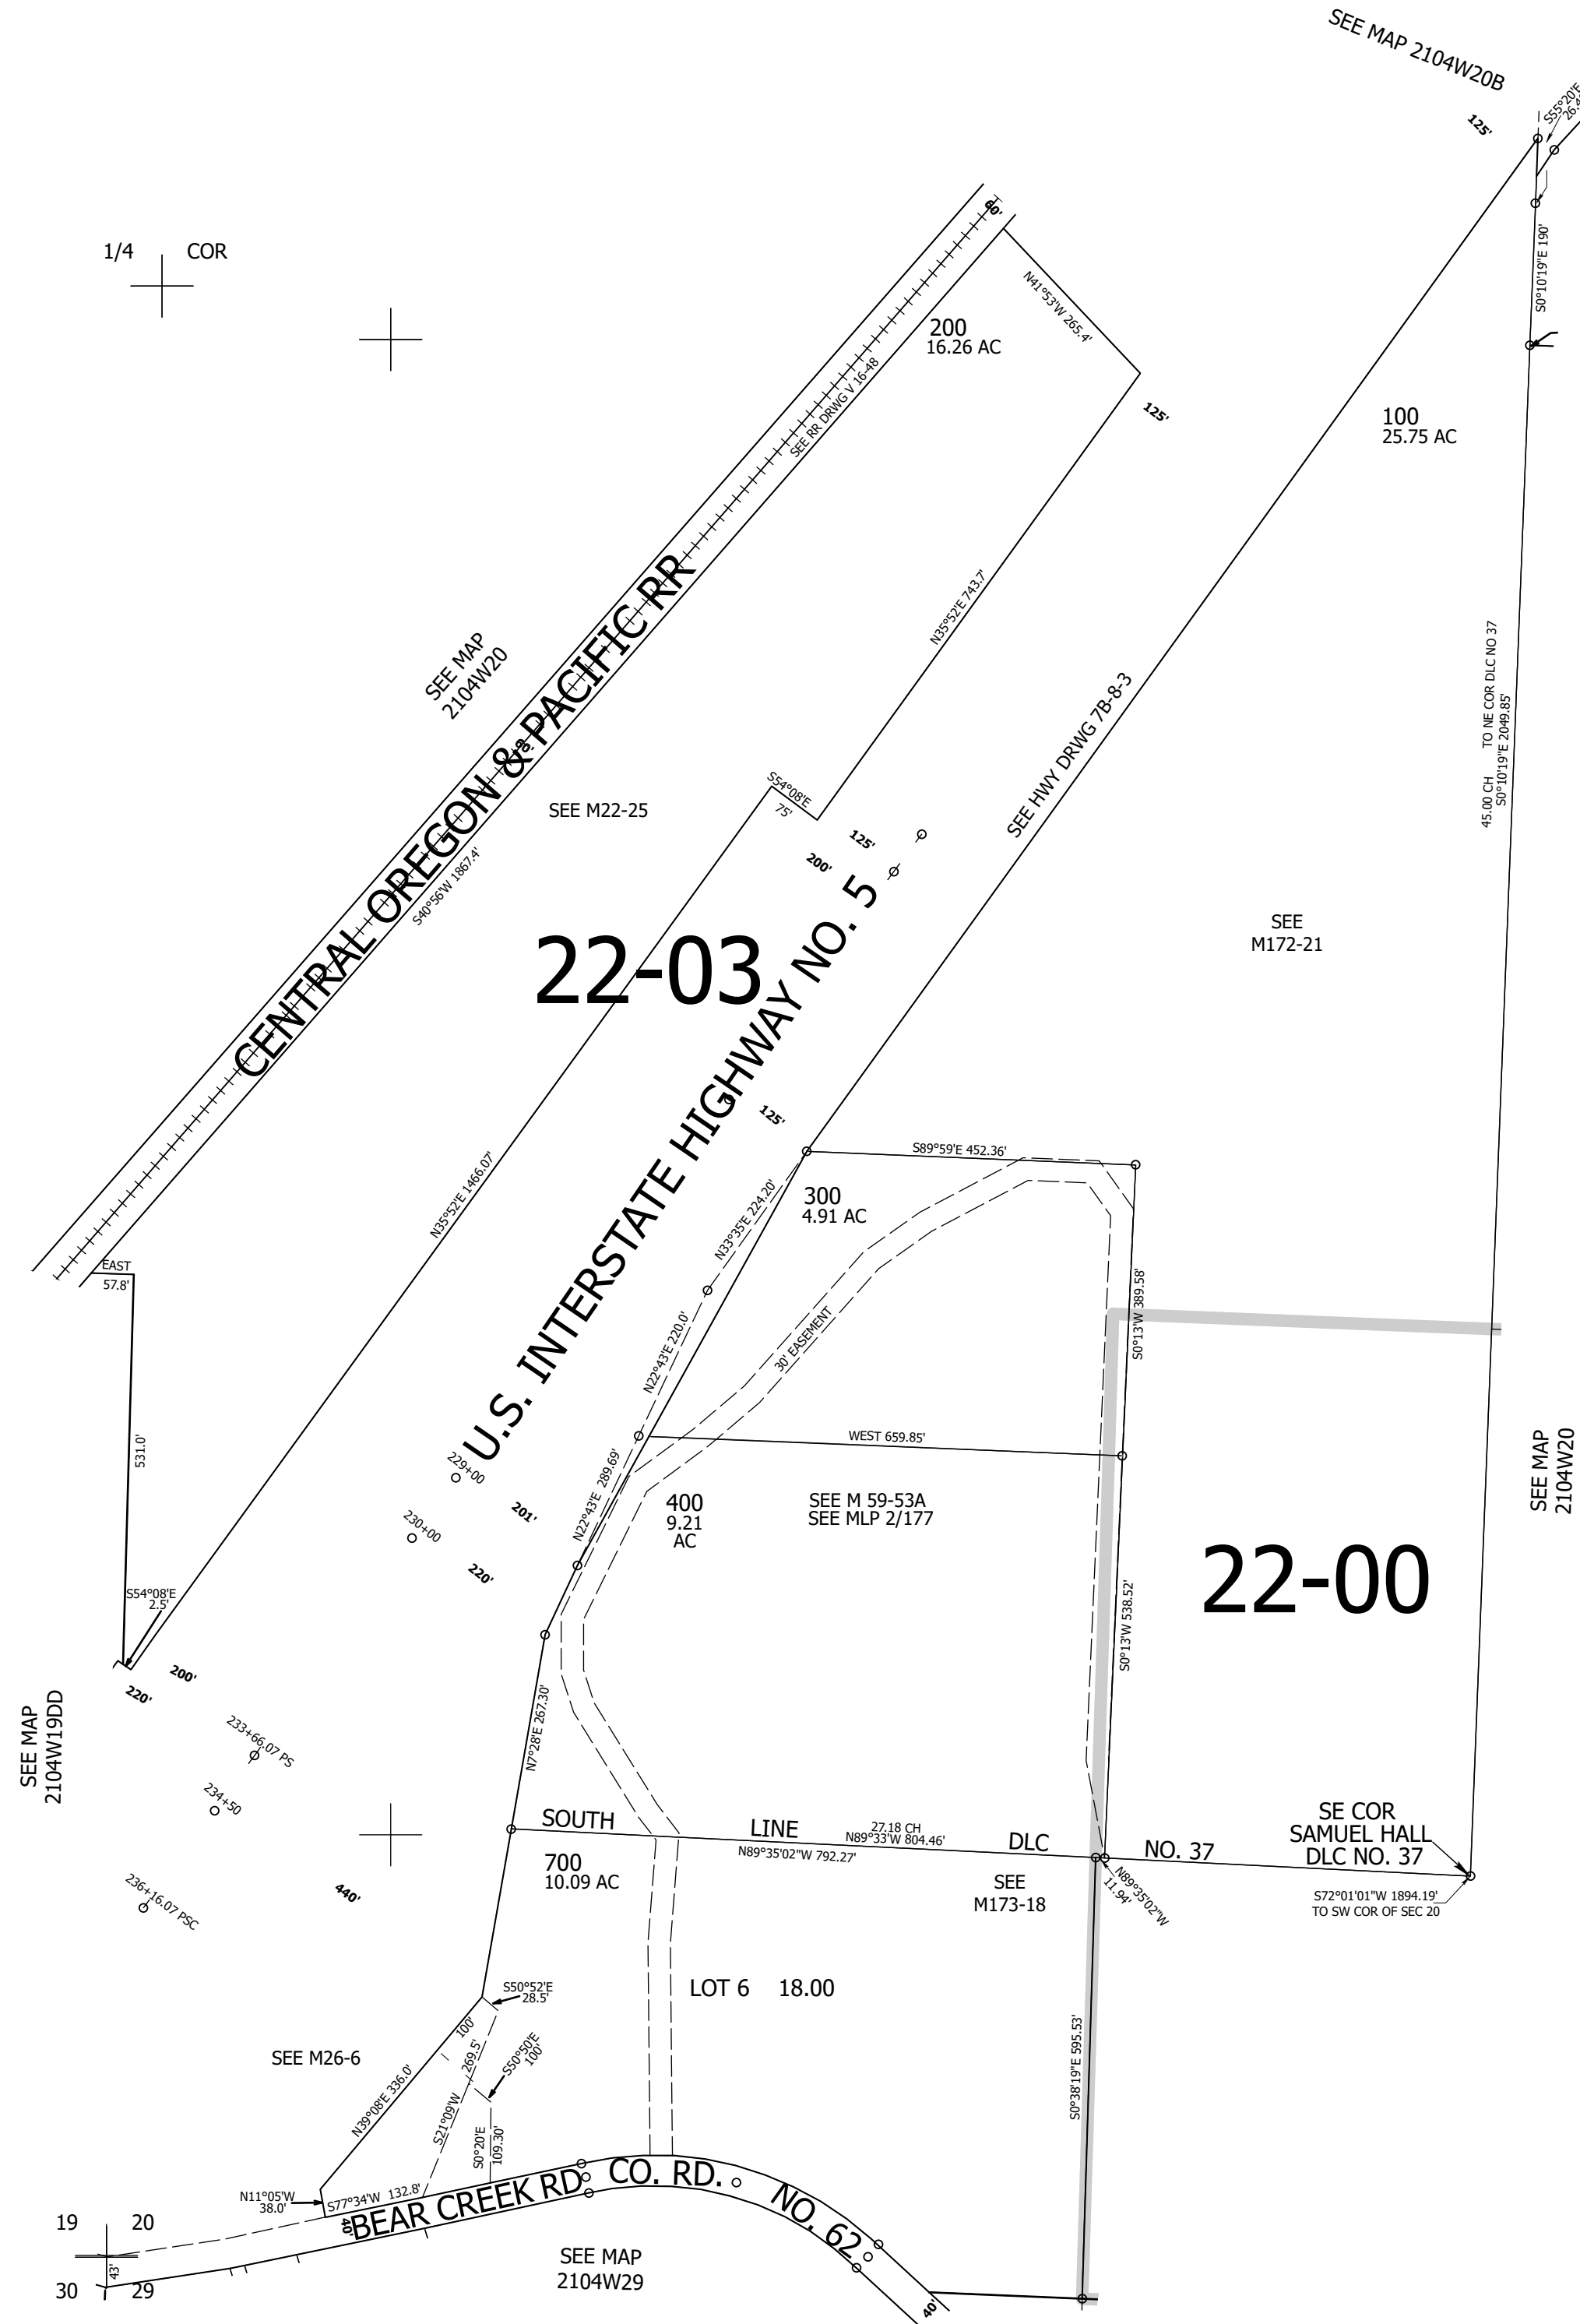 SEE MAP 2104W20B
125'
S55°20'E
1/4 COR
60'
N41°53'W 265.4'
200
16.26 AC
S0°10'19"E 190'
SEE RR DRWG V 16-48
125'
100
25.75 AC
N35°52'E 743.7'
SEE MAP
2104W20
CENTRAL OREGON & PACIFIC RR
60'
45.00 CH TO NE COR DLC NO 37
S0°10'19"E 2049.85'
SEE HWY DRWG 7B-8-3
S54°08'E
75'
SEE M22-25
125'
200'
S40°56'W 1867.4'
22-03
SEE
M172-21
U.S. INTERSTATE HIGHWAY NO. 5
125'
S89°59'E 452.36'
N35°52'E 1466.07'
N33°35'E 224.20'
300
4.91 AC
EAST
57.8'
S0°13'W 389.58'
N22°43'E 220.0'
30' EASEMENT
WEST 659.85'
531.0'
229+00
N22°43'E 289.69'
SEE MAP
2104W20
400
9.21
AC
SEE M 59-53A
SEE MLP 2/177
201'
230+00
220'
22-00
S54°08'E
2.5'
S0°13'W 538.52'
200'
220'
SEE MAP
2104W19DD
N7°28'E 267.30'
233+66.07 PS
234+50
SOUTH LINE DLC NO. 37
27.18 CH
N89°33'W 804.46'
N89°35'02"W 792.27'
SE COR
SAMUEL HALL
DLC NO. 37
700
10.09 AC
SEE
M173-18
N89°35'02"W
11.94'
S72°01'01"W 1894.19'
TO SW COR OF SEC 20
440'
236+16.07 PSC
LOT 6 18.00
S50°52'E
28.5'
100'
SEE M26-6
269.5'
S21°09'W
S50°50'E
100'
S0°38'19"E 595.53'
N39°08'E 336.0'
S0°20'E
109.30'
N11°05'W
38.0'
S77°34'W 132.8'
40'
BEAR CREEK RD CO. RD. NO. 62
19 20
43'
30 29
SEE MAP
2104W29
40'